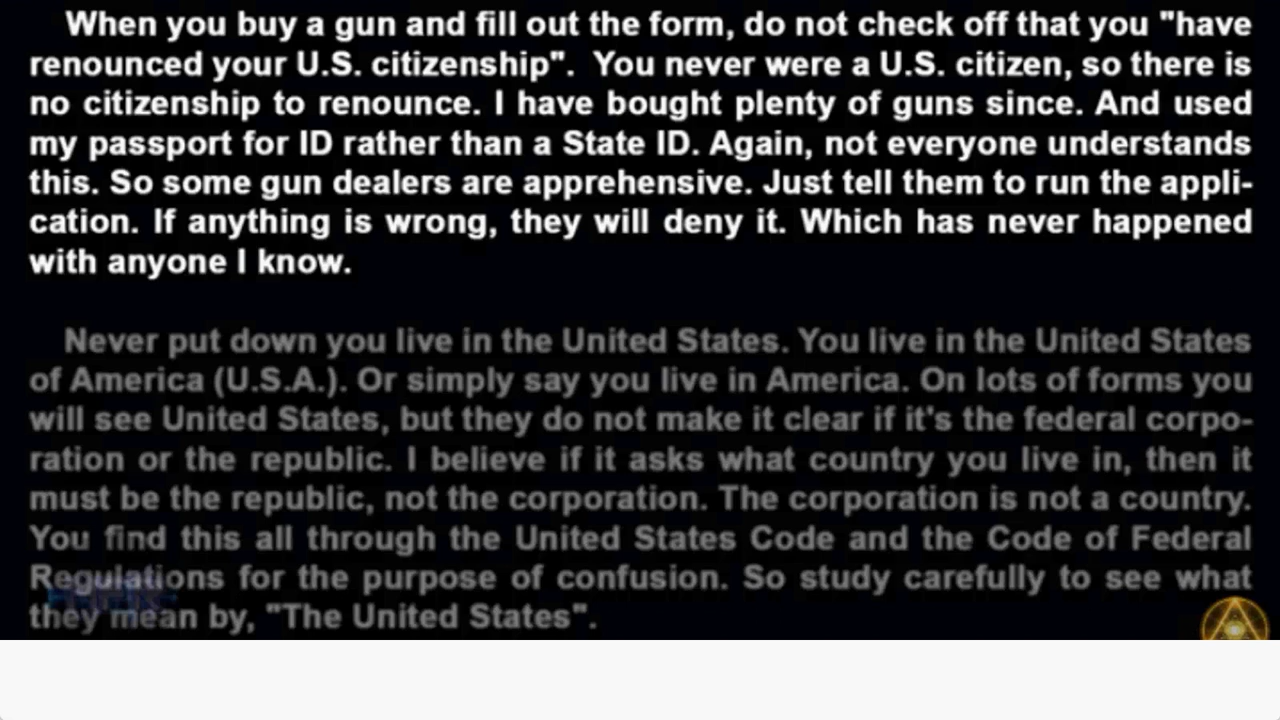 When you buy a gun and fill out the form, do not check off that you "have
renounced your U.S. citizenship".  You never were a U.S. citizen, so there is
no citizenship to renounce. I have bought plenty of guns since. And used
my passport for ID rather than a State ID. Again, not everyone understands
this. So some gun dealers are apprehensive. Just tell them to run the appli-
cation. If anything is wrong, they will deny it. Which has never happened
with anyone I know.
Never put down you live in the United States. You live in the United States
of America (U.S.A.). Or simply say you live in America. On lots of forms you
will see United States, but they do not make it clear if it's the federal corpo-
ration or the republic. I believe if it asks what country you live in, then it
must be the republic, not the corporation. The corporation is not a country.
You find this all through the United States Code and the Code of Federal
Regulations for the purpose of confusion. So study carefully to see what
they mean by, "The United States".